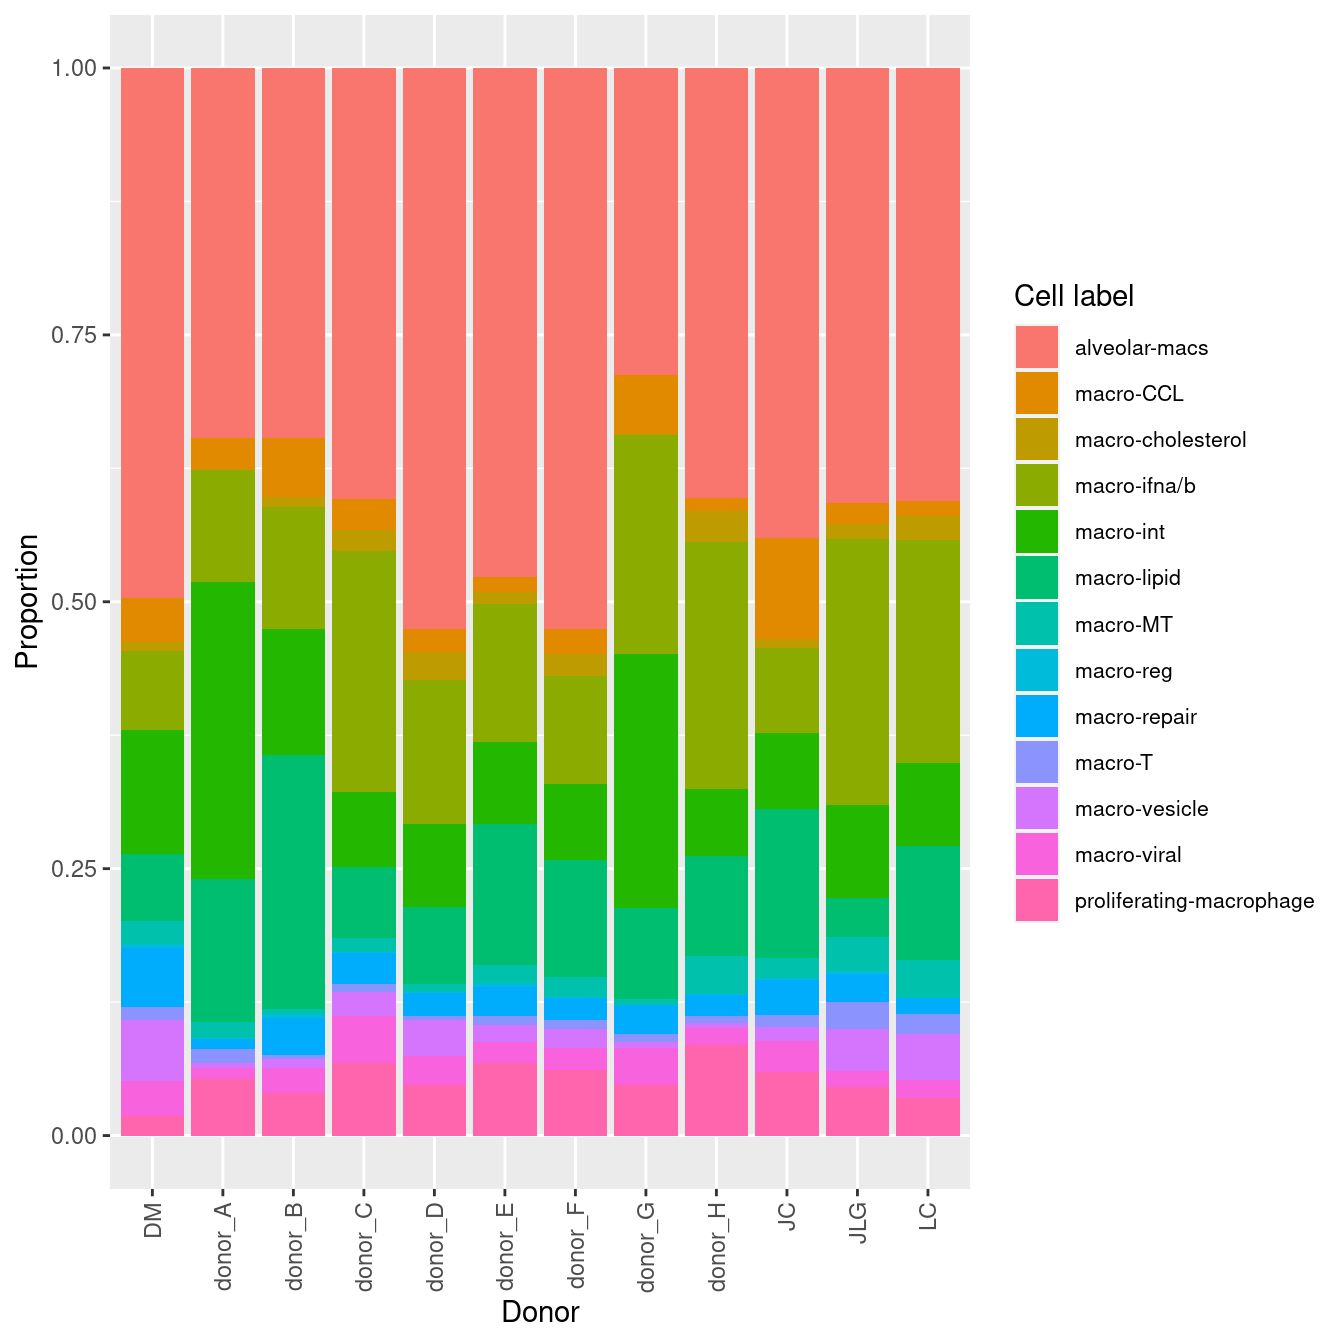 1.00
0.75
0.50
0.25
0.00
Proportion
DM
donor_A
donor_B
donor_C
donor_D
donor_E
donor_F
donor_G
donor_H
JC
JLG
LC
Donor
Cell label
alveolar-macs
macro-CCL
macro-cholesterol
macro-ifna/b
macro-int
macro-lipid
macro-MT
macro-reg
macro-repair
macro-T
macro-vesicle
macro-viral
proliferating-macrophage